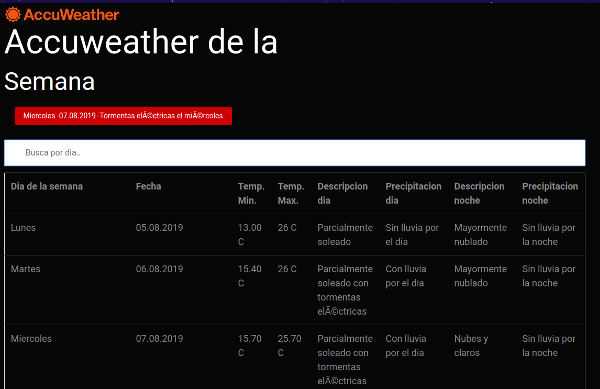 AccuWeather
Accuweather de la
Semana
Miercoles -07.08.2019 -Tormentas elÃ©ctricas el miÃ©rcoles
Busca por dia..
Dia de la semana Fecha Temp. Min. Temp. Max. Descripcion dia Precipitacion dia Descripcion noche Precipitacion noche
Lunes 05.08.2019 13.00 C 26 C Parcialmente soleado Sin lluvia por el dia Mayormente nublado Sin lluvia por la noche
Martes 06.08.2019 15.40 C 26 C Parcialmente soleado con tormentas elÃ©ctricas Con lluvia por el dia Mayormente nublado Sin lluvia por la noche
Miercoles 07.08.2019 15.70 C 25.70 C Parcialmente soleado con tormentas elÃ©ctricas Con lluvia por el dia Nubes y claros Sin lluvia por la noche